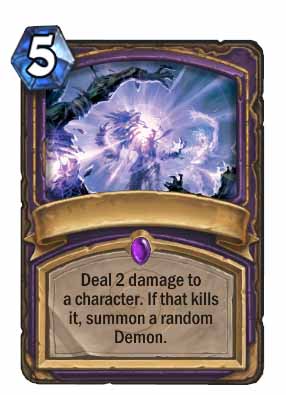 5
Deal 2 damage to
a character. If that kills
it, summon a random
Demon.